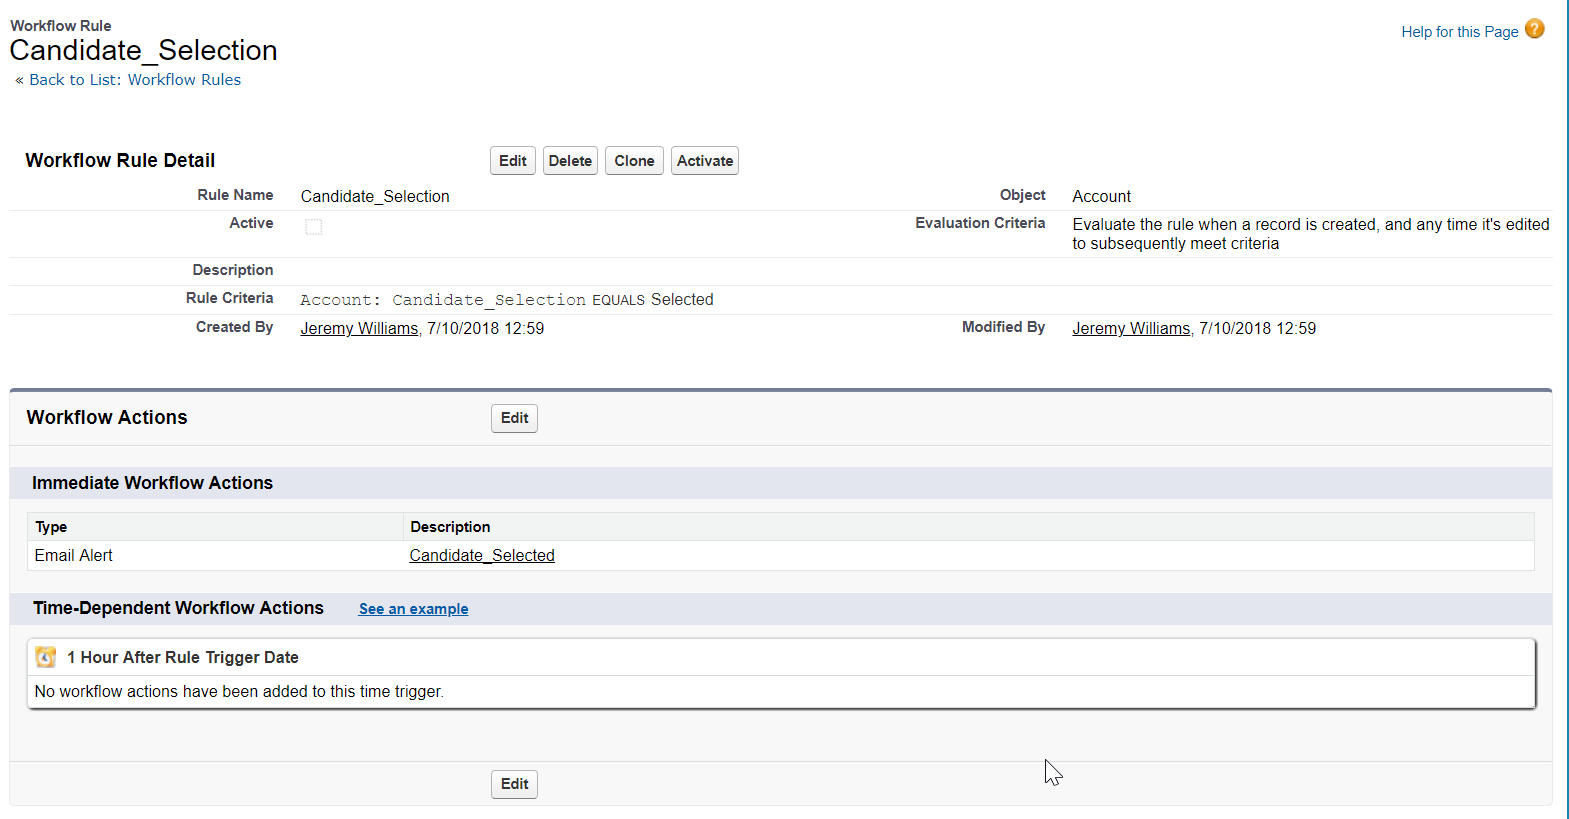 Workflow Rule
Candidate_Selection
« Back to List: Workflow Rules
Help for this Page ?
Workflow Rule Detail Edit Delete Clone Activate
Rule Name Candidate_Selection Object Account
Active Evaluation Criteria Evaluate the rule when a record is created, and any time it's edited
to subsequently meet criteria
Description
Rule Criteria Account: Candidate_Selection EQUALS Selected
Created By Jeremy Williams, 7/10/2018 12:59 Modified By Jeremy Williams, 7/10/2018 12:59
Workflow Actions Edit
Immediate Workflow Actions
Type Description
Email Alert Candidate_Selected
Time-Dependent Workflow Actions See an example
1 Hour After Rule Trigger Date
No workflow actions have been added to this time trigger.
Edit